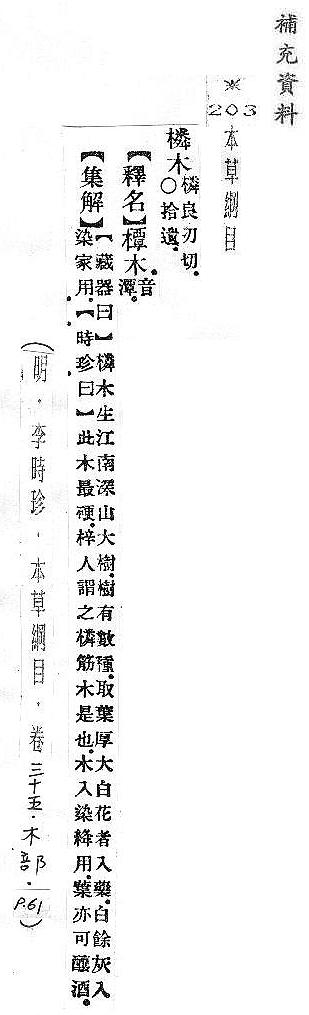 補充資料
※203 本草綱目
橉木橉良刃切。○拾遺。
【釋名】橝木音潭。
【集解】【藏器曰】橉木生江南深山大樹。樹有數種。取葉厚大白花者入藥。自餘灰入
染家用。【時珍曰】此木最硬。梓人謂之橉筋木是也。木入染絳用。葉亦可釀酒。
(明．李時珍．本草綱目．卷三十五．木部．P.61)